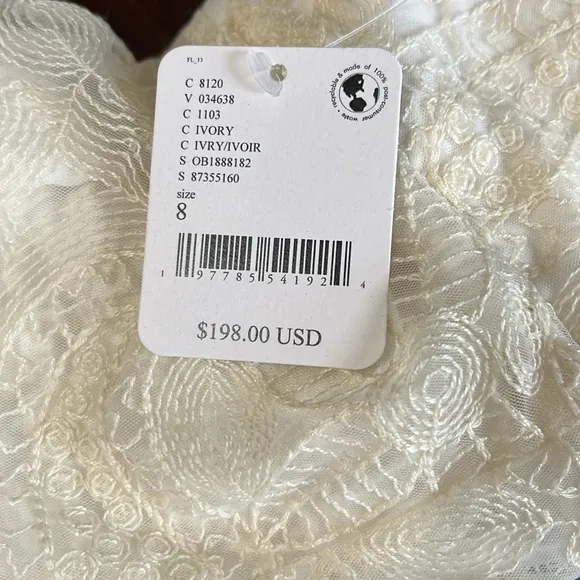 FL_13
recyclable & made of 100% post-consumer waste •
C 8120
V 034638
C 1103
C IVORY
C IVRY/IVOIR
S OB1888182
S 87355160
size
8
1 97785 54192 4
$198.00 USD